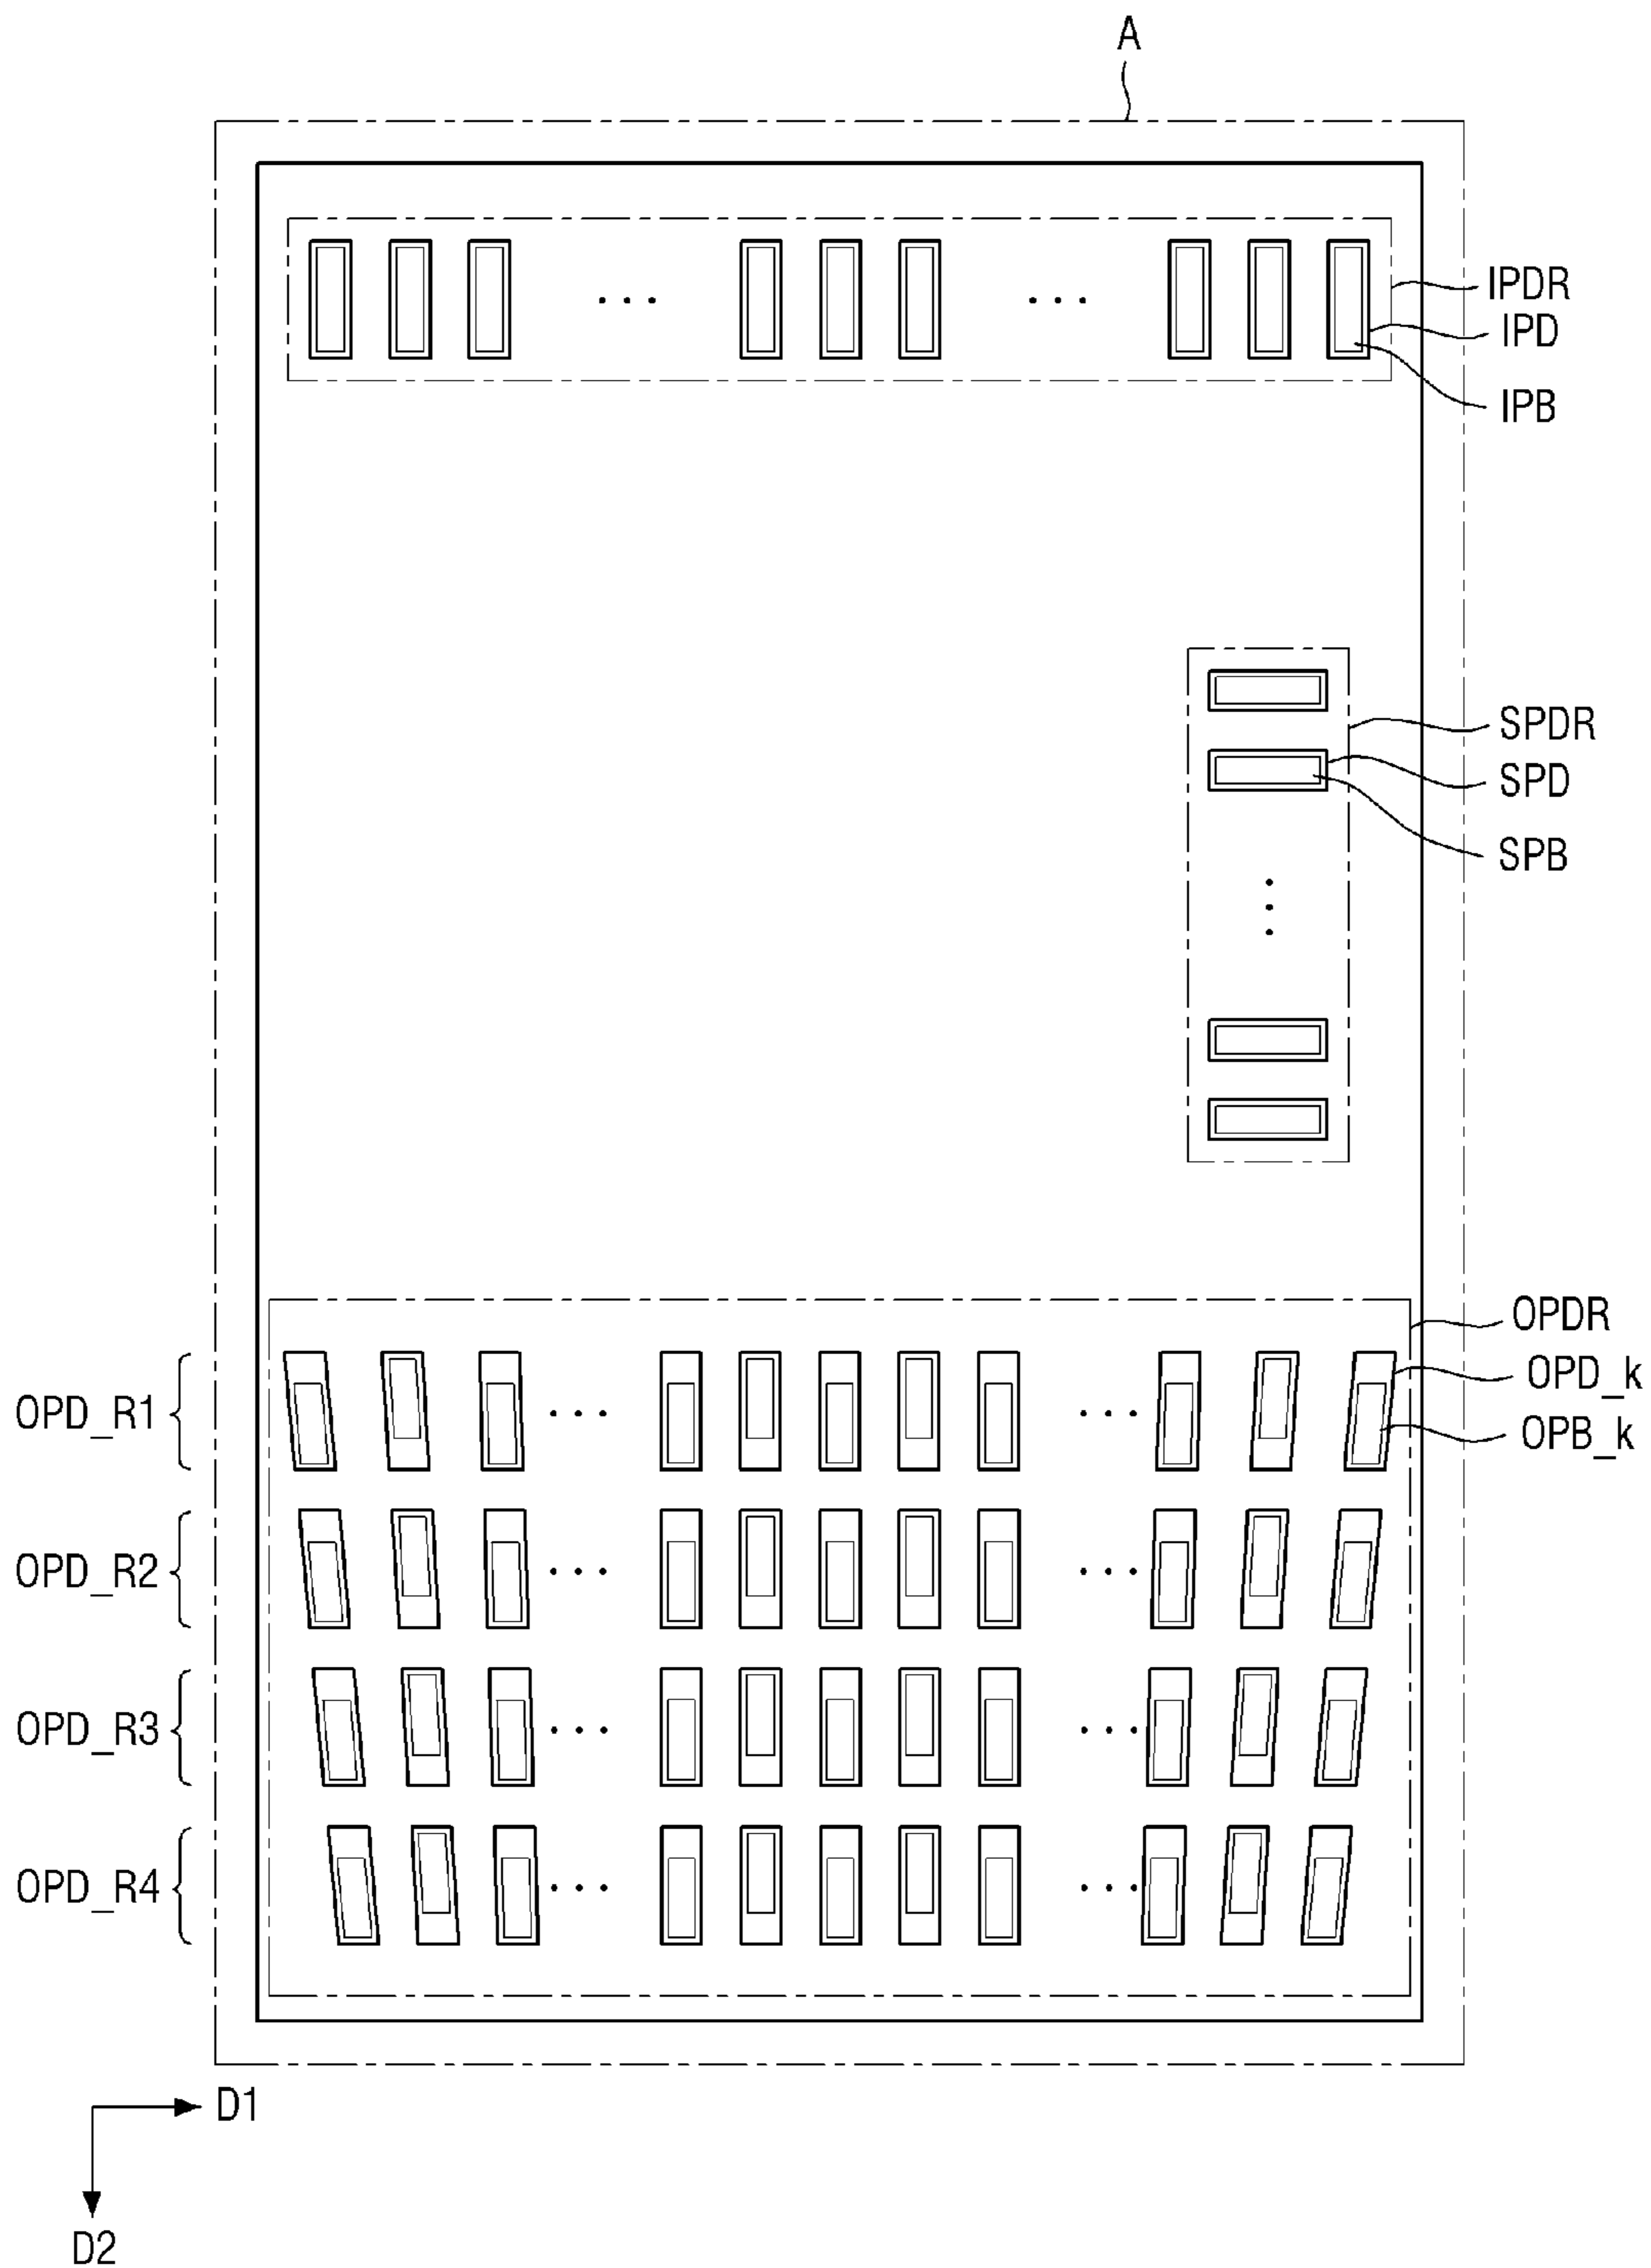 A
IPDR
IPD
IPB
SPDR
SPD
SPB
OPDR
OPD_k
OPB_k
OPD_R1
OPD_R2
OPD_R3
OPD_R4
D1
D2